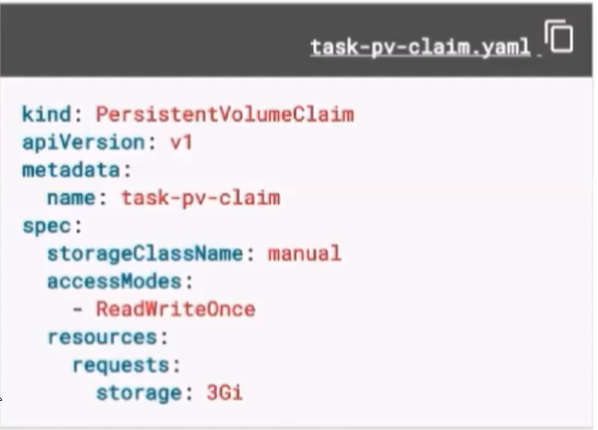 task-pv-claim.yaml
kind: PersistentVolumeClaim
apiVersion: v1
metadata:
  name: task-pv-claim
spec:
  storageClassName: manual
  accessModes:
    - ReadWriteOnce
  resources:
    requests:
      storage: 3Gi